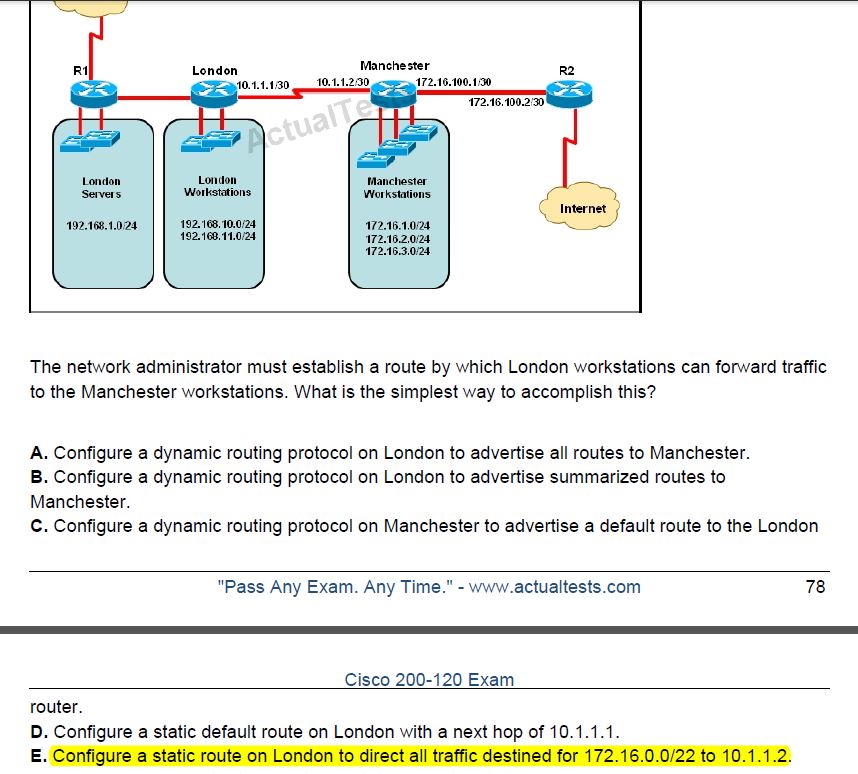 R1
London
Manchester
R2
10.1.1.1/30
10.1.1.2/30
172.16.100.1/30
172.16.100.2/30
ActualTes
London
Servers
192.168.1.0/24
London
Workstations
192.168.10.0/24
192.168.11.0/24
Manchester
Workstations
172.16.1.0/24
172.16.2.0/24
172.16.3.0/24
Internet
The network administrator must establish a route by which London workstations can forward traffic
to the Manchester workstations. What is the simplest way to accomplish this?
A. Configure a dynamic routing protocol on London to advertise all routes to Manchester.
B. Configure a dynamic routing protocol on London to advertise summarized routes to
Manchester.
C. Configure a dynamic routing protocol on Manchester to advertise a default route to the London
"Pass Any Exam. Any Time." - www.actualtests.com 78
Cisco 200-120 Exam
router.
D. Configure a static default route on London with a next hop of 10.1.1.1.
E. Configure a static route on London to direct all traffic destined for 172.16.0.0/22 to 10.1.1.2.